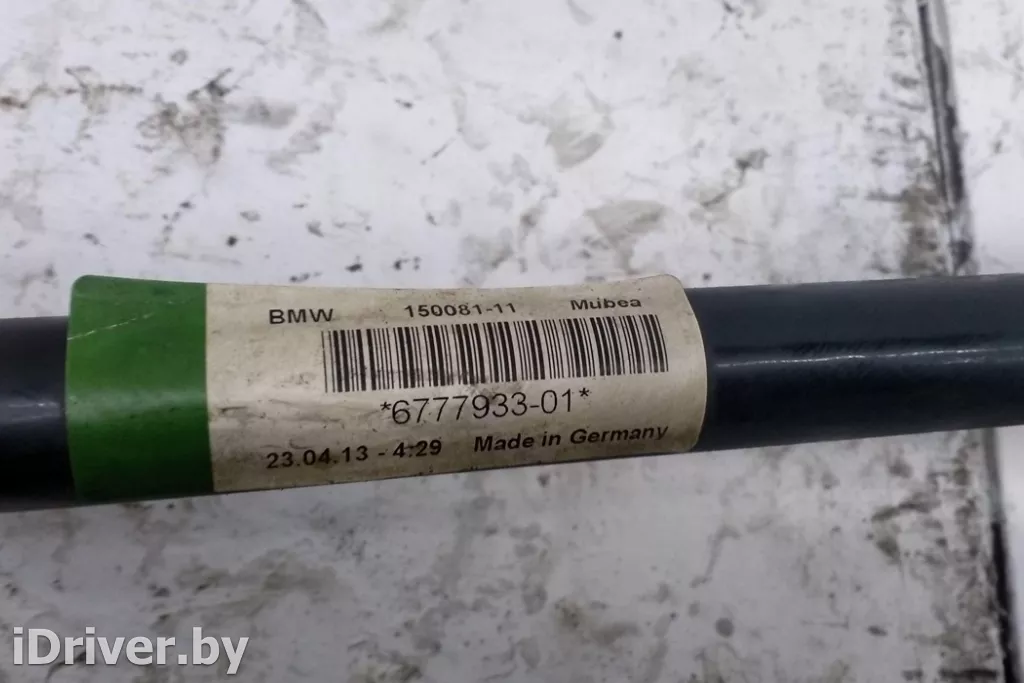 BMW 150081-11 Mubea
*6777933-01*
23.04.13 - 4:29 Made in Germany
iDriver.by